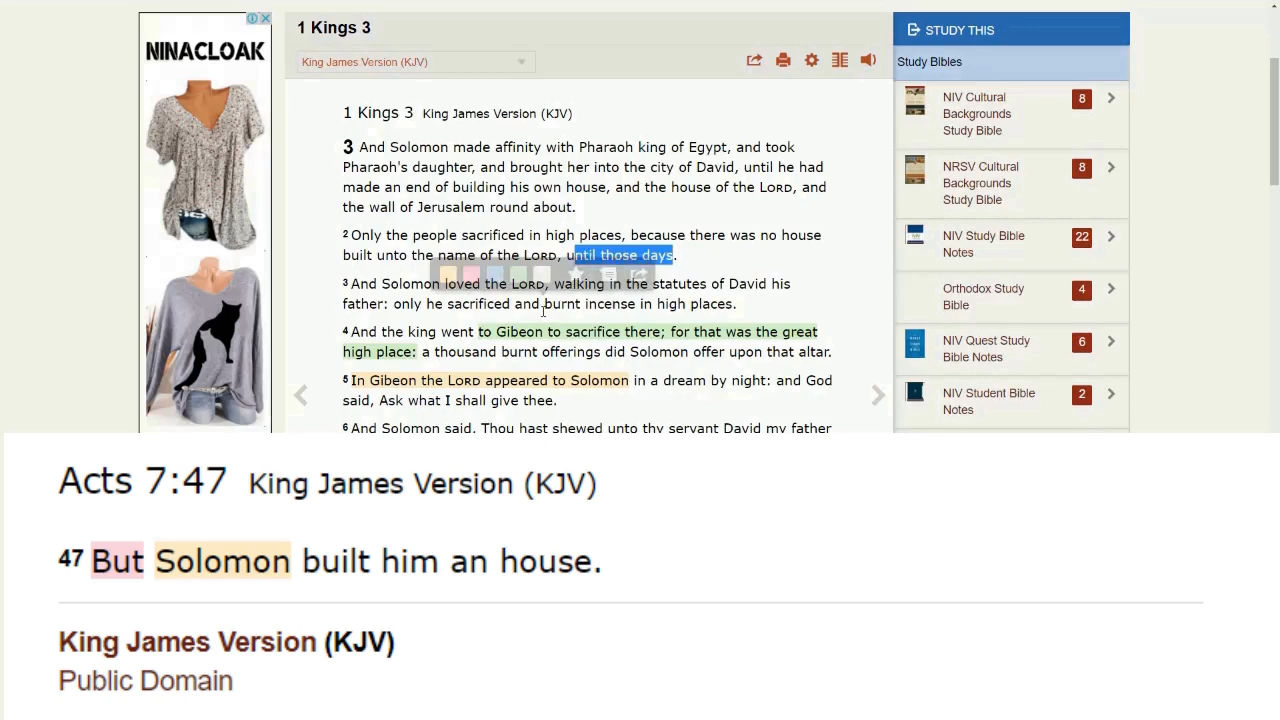 NINACLOAK
1 Kings 3
King James Version (KJV)
1 Kings 3 King James Version (KJV)
3 And Solomon made affinity with Pharaoh king of Egypt, and took
Pharaoh's daughter, and brought her into the city of David, until he had
made an end of building his own house, and the house of the LORD, and
the wall of Jerusalem round about.
2 Only the people sacrificed in high places, because there was no house
built unto the name of the LORD, until those days.
3 And Solomon loved the LORD, walking in the statutes of David his
father: only he sacrificed and burnt incense in high places.
4 And the king went to Gibeon to sacrifice there; for that was the great
high place: a thousand burnt offerings did Solomon offer upon that altar.
5 In Gibeon the LORD appeared to Solomon in a dream by night: and God
said, Ask what I shall give thee.
6 And Solomon said, Thou hast shewed unto thy servant David my father
STUDY THIS
Study Bibles
NIV Cultural
Backgrounds
Study Bible
8
NRSV Cultural
Backgrounds
Study Bible
8
NIV Study Bible
Notes
22
Orthodox Study
Bible
4
NIV Quest Study
Bible Notes
6
NIV Student Bible
Notes
2
Acts 7:47 King James Version (KJV)
47 But Solomon built him an house.
King James Version (KJV)
Public Domain